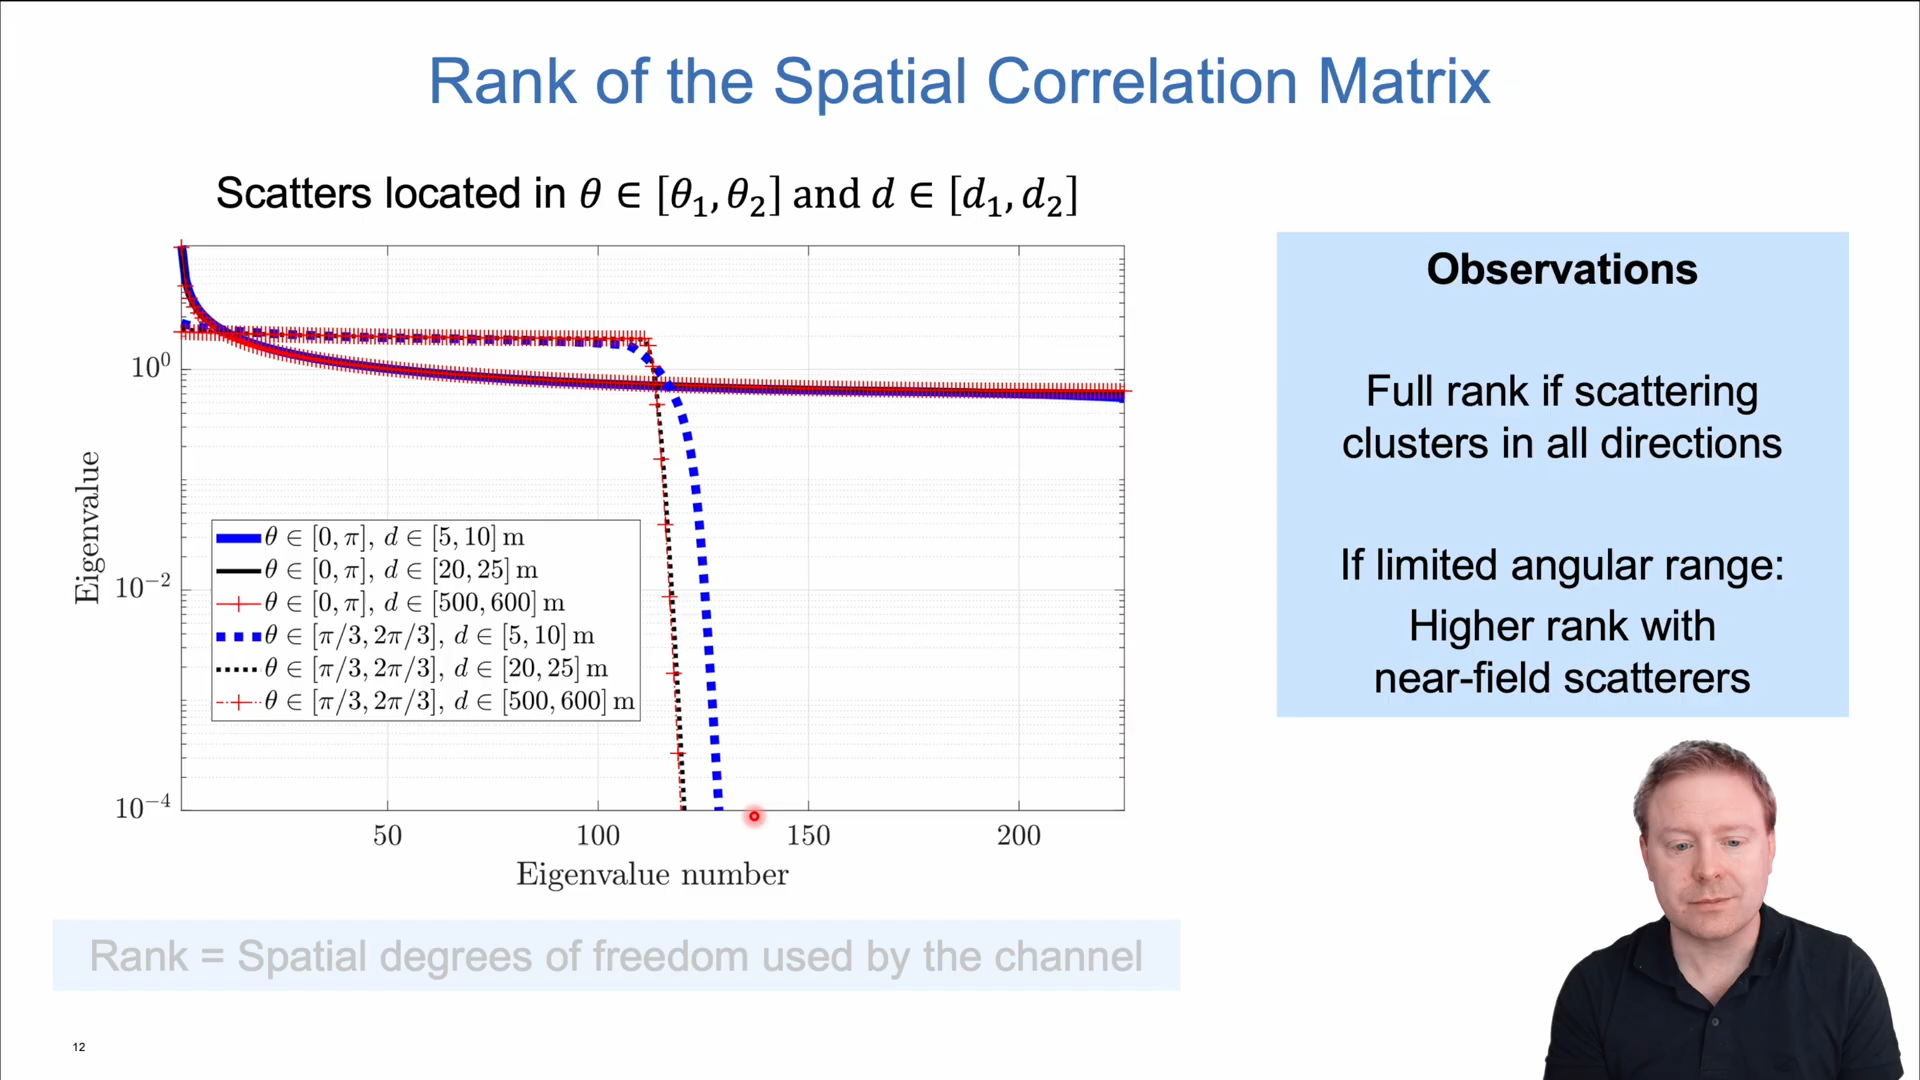 Rank of the Spatial Correlation Matrix
Scatters located in θ ∈ [θ₁, θ₂] and d ∈ [d₁, d₂]
Eigenvalue
10⁰
10⁻²
10⁻⁴
θ ∈ [0, π], d ∈ [5, 10] m
θ ∈ [0, π], d ∈ [20, 25] m
θ ∈ [0, π], d ∈ [500, 600] m
θ ∈ [π/3, 2π/3], d ∈ [5, 10] m
θ ∈ [π/3, 2π/3], d ∈ [20, 25] m
θ ∈ [π/3, 2π/3], d ∈ [500, 600] m
50 100 150 200
Eigenvalue number
Observations
Full rank if scattering
clusters in all directions
If limited angular range:
Higher rank with
near-field scatterers
Rank = Spatial degrees of freedom used by the channel
12